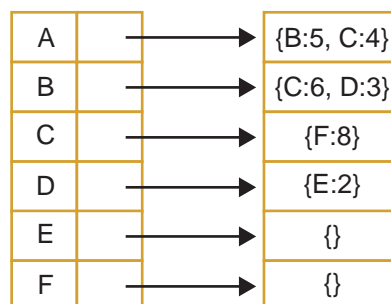 A {B:5, C:4}
B {C:6, D:3}
C {F:8}
D {E:2}
E {}
F {}